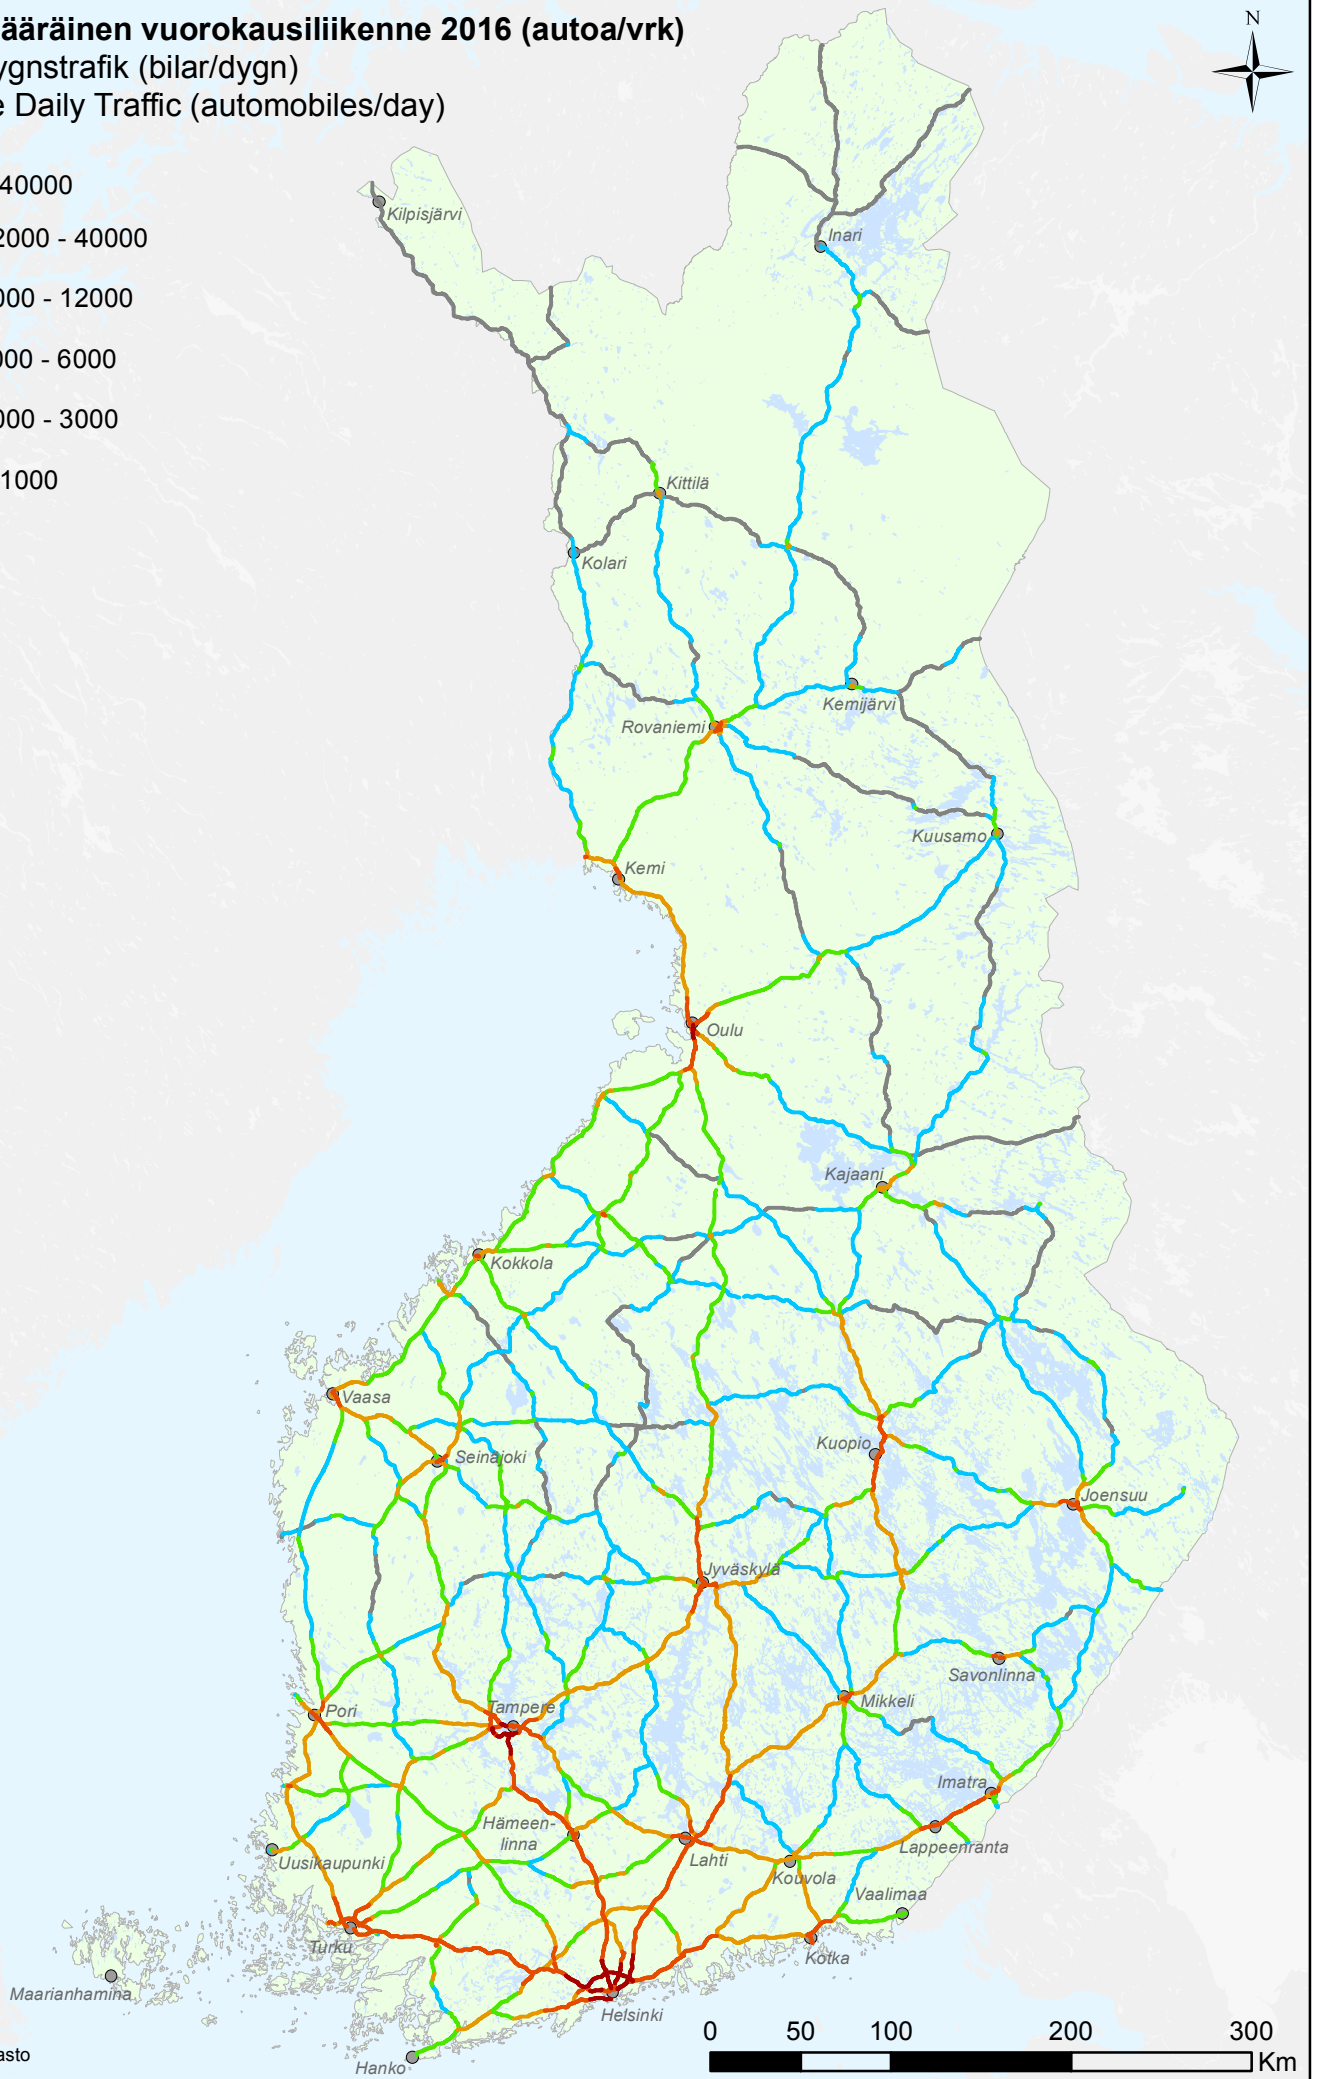 ääräinen vuorokausiliikenne 2016 (autoa/vrk)
ygnstrafik (bilar/dygn)
e Daily Traffic (automobiles/day)
N
40000
2000 - 40000
000 - 12000
000 - 6000
000 - 3000
1000
Kilpisjärvi
Inari
Kittilä
Kolari
Kemijärvi
Rovaniemi
Kuusamo
Kemi
Oulu
Kajaani
Kokkola
Vaasa
Kuopio
Seinäjoki
Joensuu
Jyväskylä
Savonlinna
Mikkeli
Tampere
Pori
Imatra
Hämeen-
linna
Lappeenranta
Lahti
Uusikaupunki
Kouvola
Vaalimaa
Turku
Kotka
Maarianhamina
Helsinki
Hanko
asto
0 50 100 200 300
Km